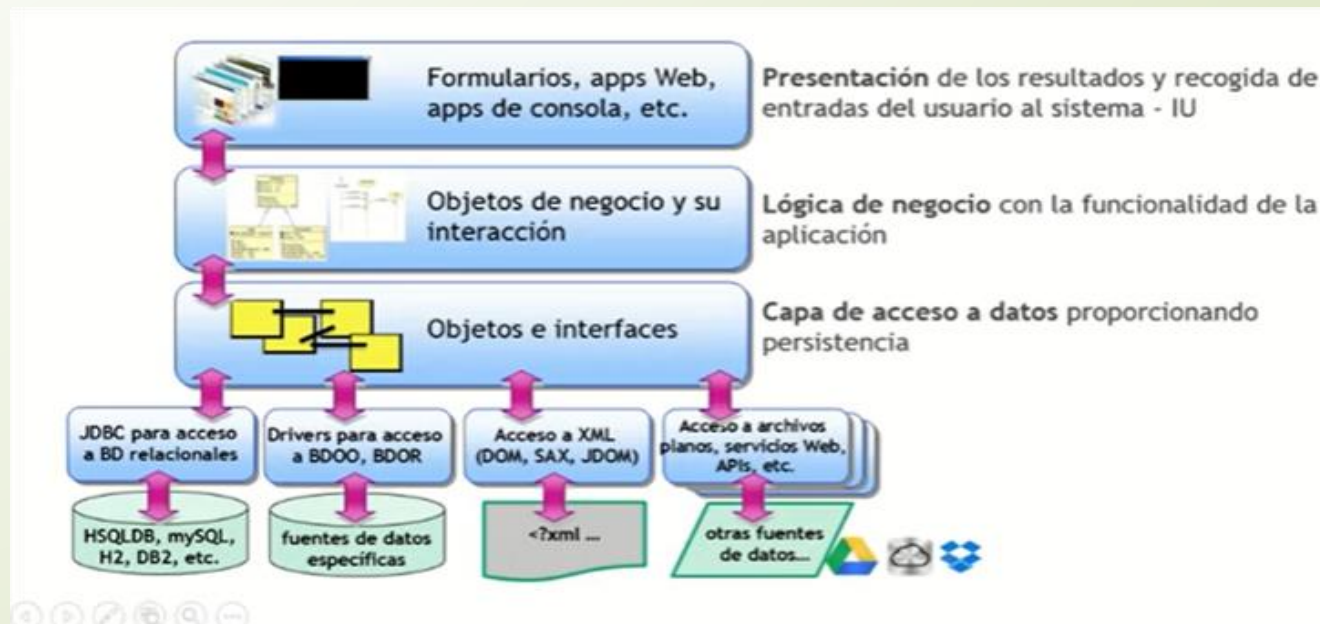 Formularios, apps Web,
apps de consola, etc.
Presentación de los resultados y recogida de
entradas del usuario al sistema - IU
Objetos de negocio y su
interacción
Lógica de negocio con la funcionalidad de la
aplicación
Objetos e interfaces
Capa de acceso a datos proporcionando
persistencia
JDBC para acceso
a BD relacionales
Drivers para acceso
a BDOO, BDOR
Acceso a XML
(DOM, SAX, JDOM)
Acceso a archivos
planos, servicios Web,
APIs, etc.
HSQLDB, mySQL,
H2, DB2, etc.
fuentes de datos
específicas
<?xml ...
otras fuentes
de datos...